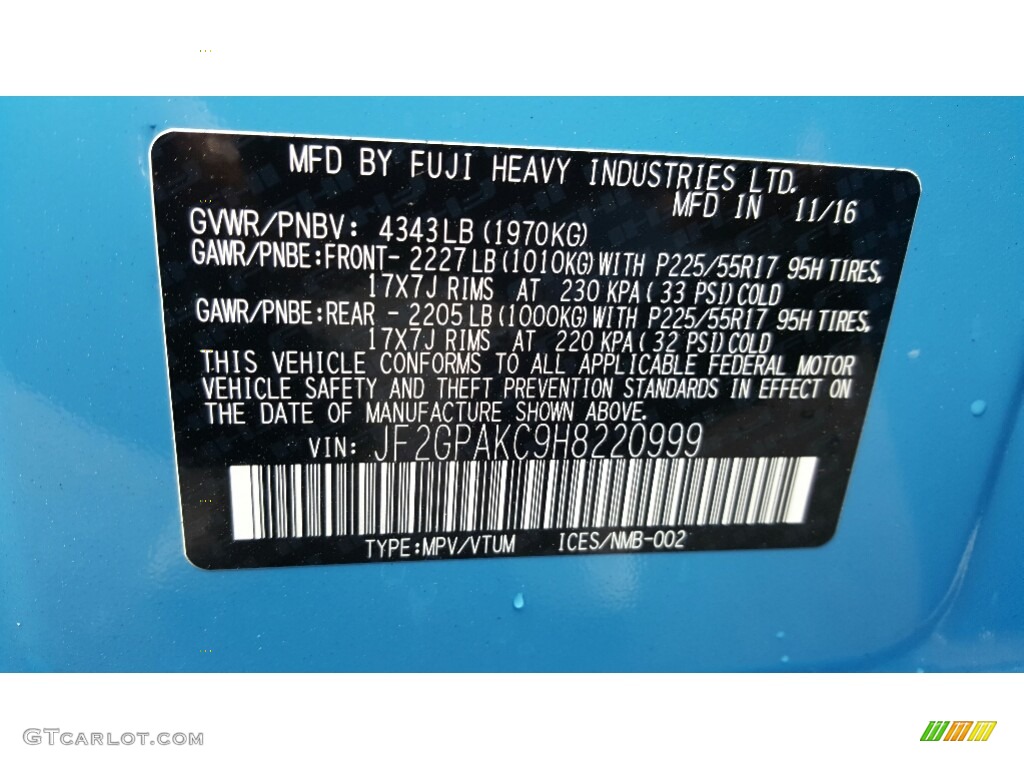 MFD BY FUJI HEAVY INDUSTRIES LTD.
MFD IN 11/16
GVWR/PNBV: 4343LB (1970KG)
GAWR/PNBE:FRONT- 2227LB (1010KG) WITH P225/55R17 95H TIRES,
17X7J RIMS AT 230 KPA (33 PSI) COLD
GAWR/PNBE:REAR - 2205LB (1000KG) WITH P225/55R17 95H TIRES,
17X7J RIMS AT 220 KPA (32 PSI) COLD
THIS VEHICLE CONFORMS TO ALL APPLICABLE FEDERAL MOTOR
VEHICLE SAFETY AND THEFT PREVENTION STANDARDS IN EFFECT ON
THE DATE OF MANUFACTURE SHOWN ABOVE.
VIN: JF2GPAKC9H8220999
TYPE:MPV/VTUM ICES/NMB-002
GTCARLOT.COM